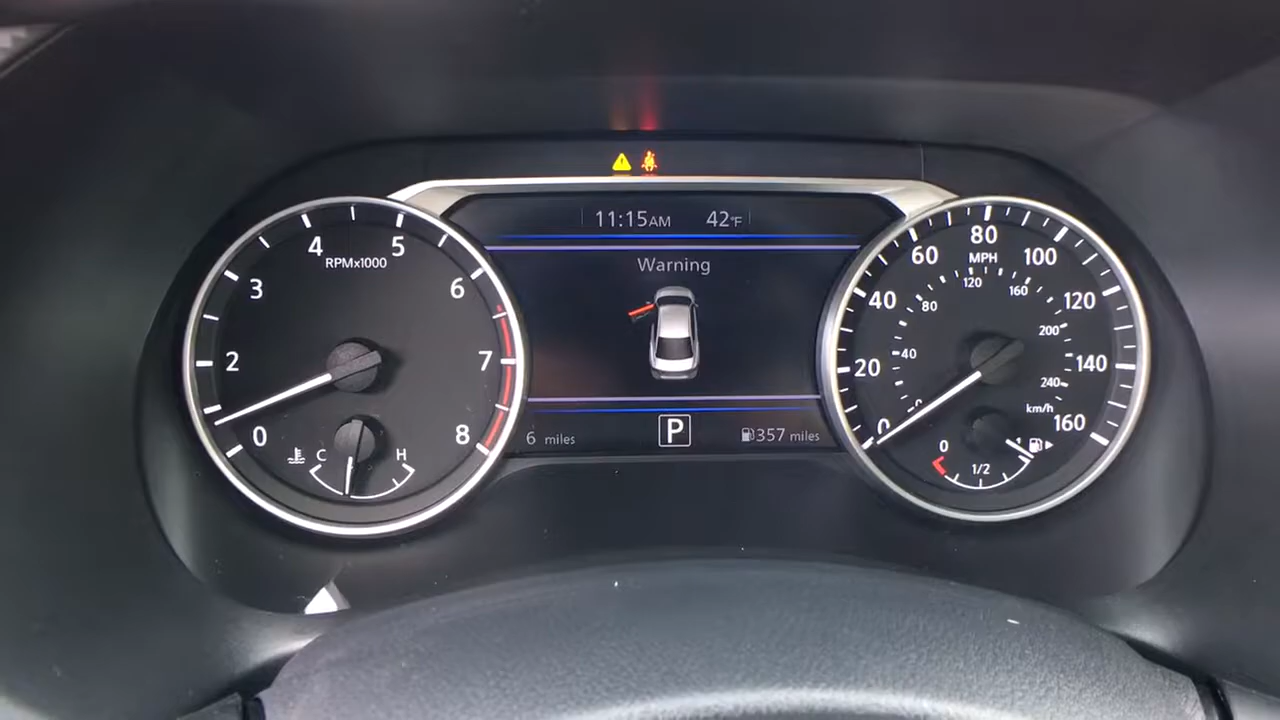 11:15AM 42°F
Warning
6 miles P 357 miles
0 2 3 4 5 6 7 8
RPMx1000
C H
0 20 40 60 80 100 120 140 160
MPH
0 40 80 120 160 200 240
km/h
0 1/2